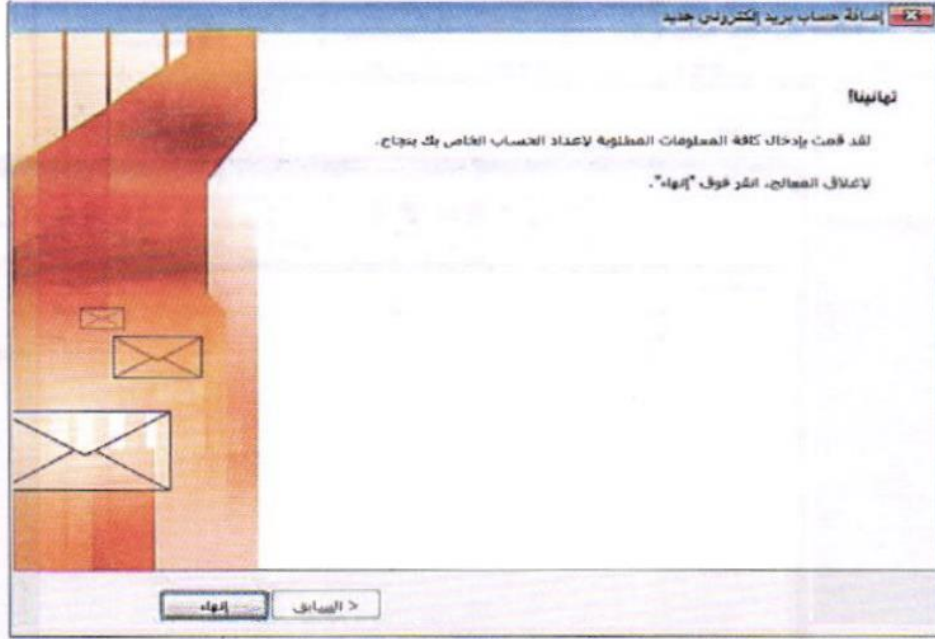 إضافة حساب بريد إلكتروني جديد
تهانينا!
لقد قمت بإدخال كافة المعلومات المطلوبة لإعداد الحساب الخاص بك بنجاح.
لإغلاق المعالج، انقر فوق "إنهاء".
< السابق
إنهاء